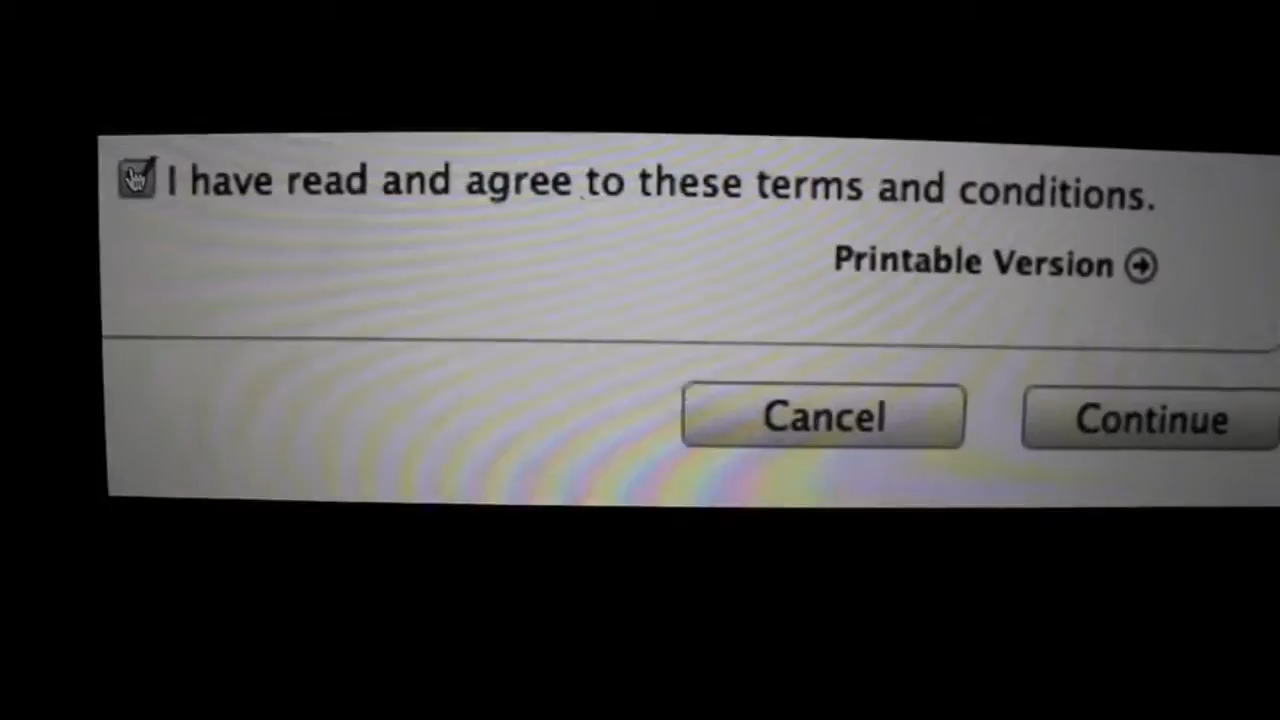 I have read and agree to these terms and conditions.
Printable Version
Cancel
Continue